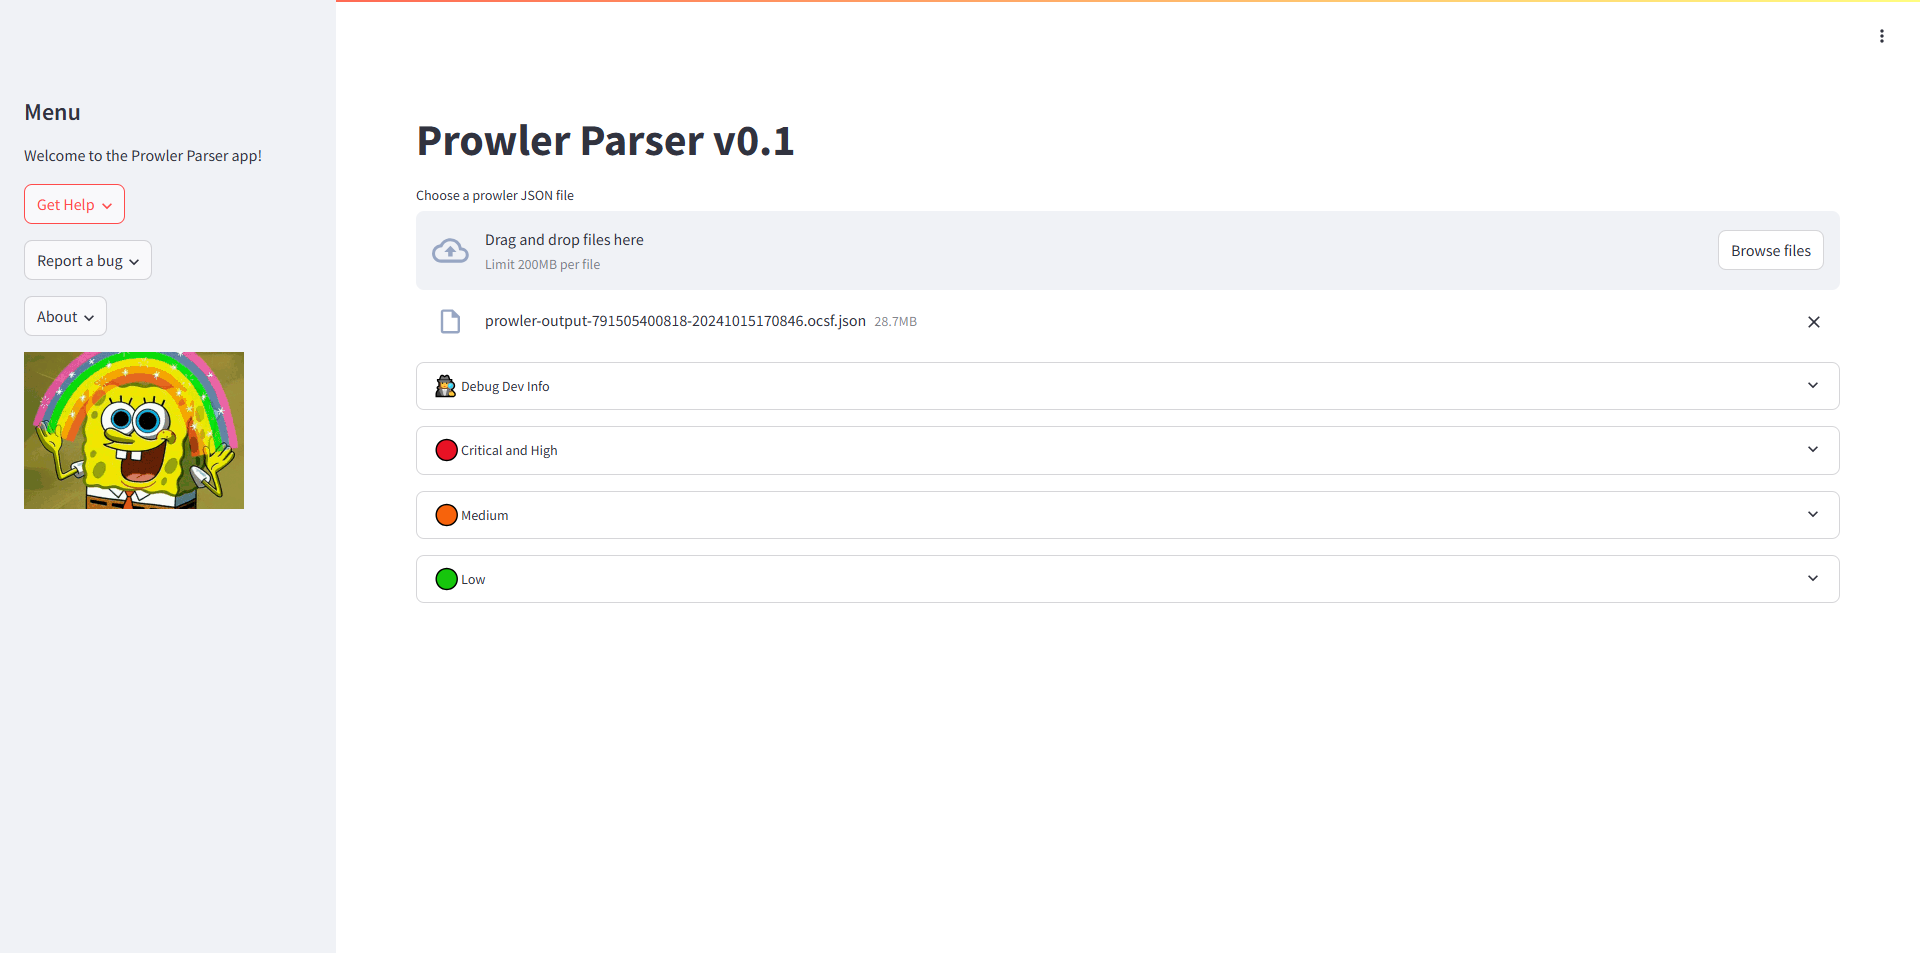 Menu
Welcome to the Prowler Parser app!
Get Help
Report a bug
About
Prowler Parser v0.1
Choose a prowler JSON file
Drag and drop files here
Limit 200MB per file
Browse files
prowler-output-791505400818-20241015170846.ocsf.json 28.7MB
Debug Dev Info
Critical and High
Medium
Low